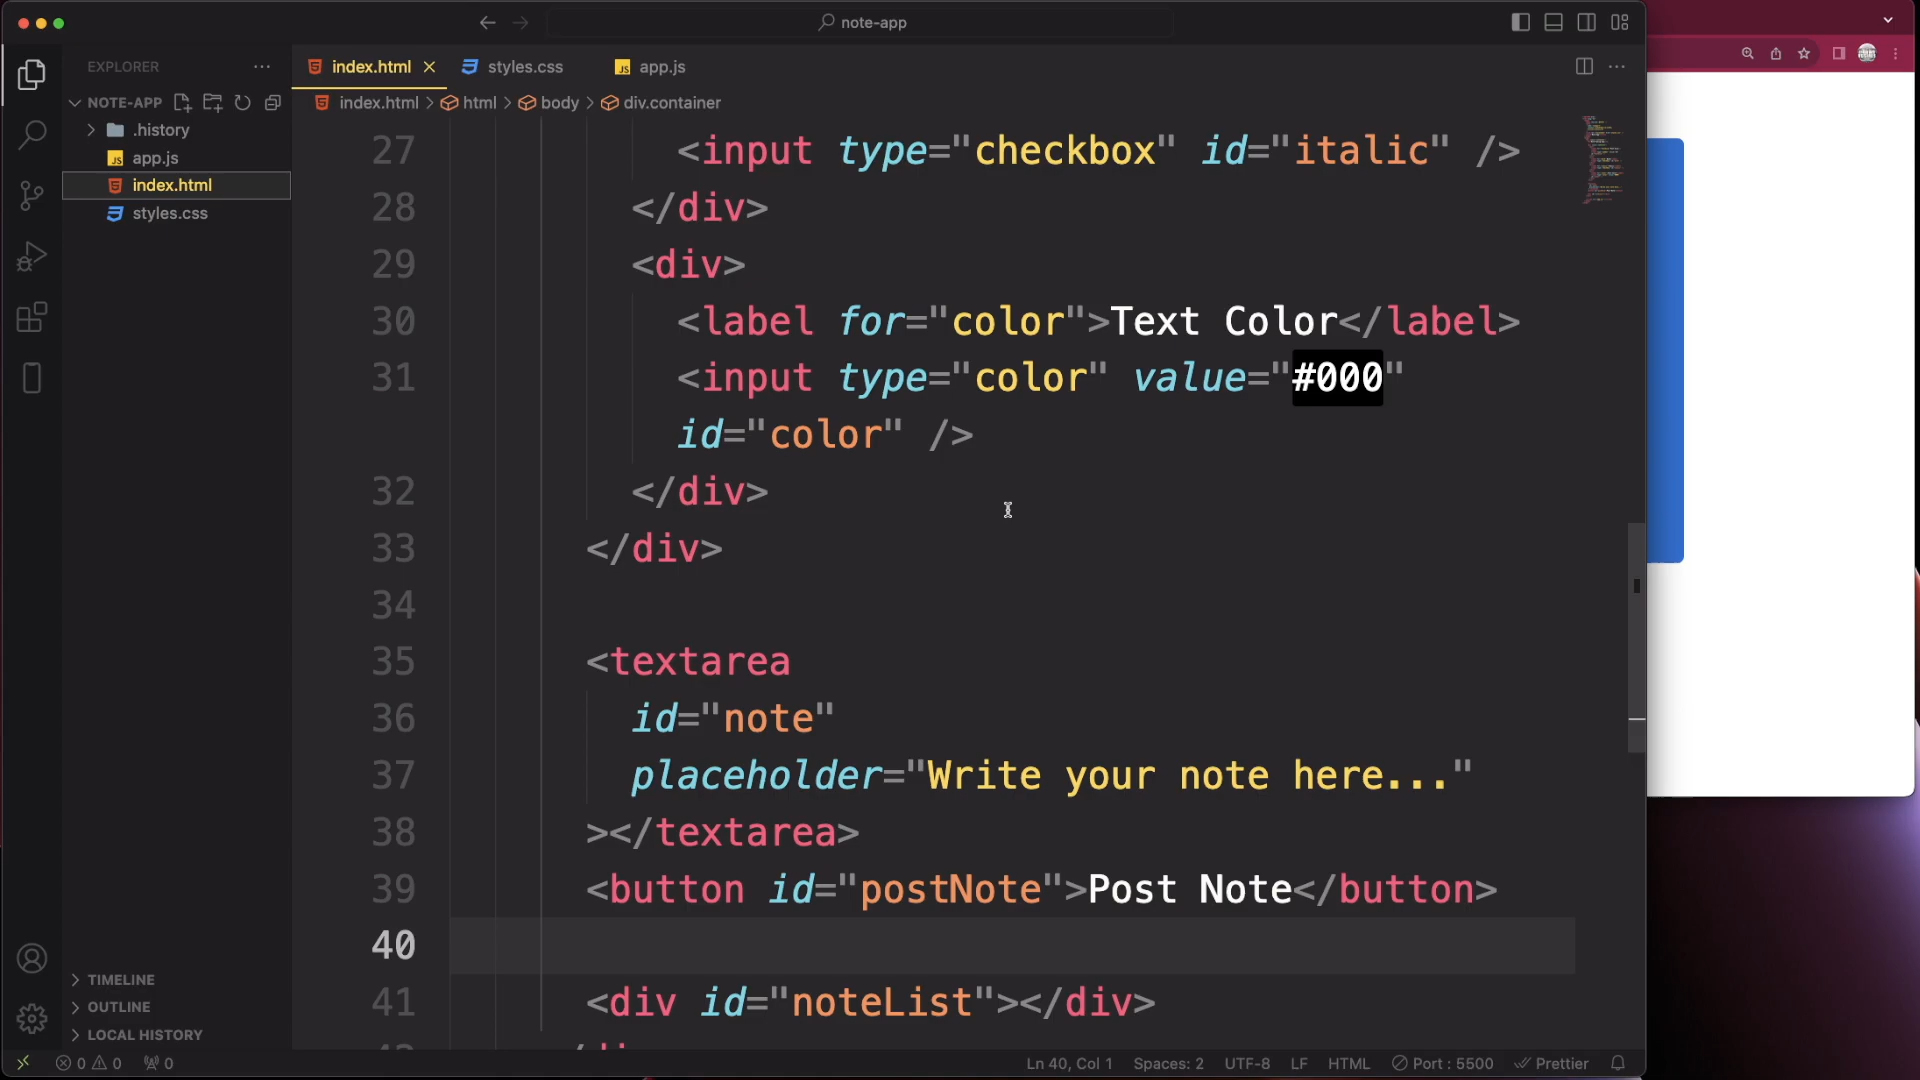 note-app
EXPLORER
index.html
styles.css
app.js
NOTE-APP
index.html > html > body > div.container
.history
app.js
index.html
styles.css
27 <input type="checkbox" id="italic" />
28 </div>
29 <div>
30 <label for="color">Text Color</label>
31 <input type="color" value="#000"
id="color" />
32 </div>
33 </div>
34
35 <textarea
36 id="note"
37 placeholder="Write your note here..."
38 ></textarea>
39 <button id="postNote">Post Note</button>
40
41 <div id="noteList"></div>
TIMELINE
OUTLINE
LOCAL HISTORY
0 0 0
Ln 40, Col 1 Spaces: 2 UTF-8 LF HTML Port : 5500 Prettier